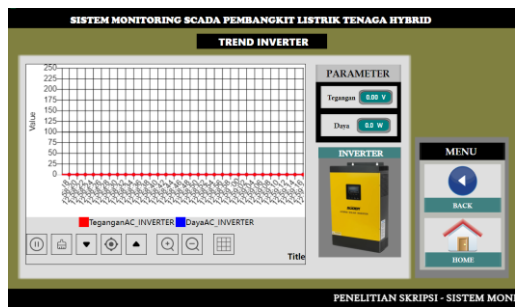 SISTEM MONITORING SCADA PEMBANGKIT LISTRIK TENAGA HYBRID
TREND INVERTER
250
225
200
175
150
125
100
75
50
25
0
Value
TeganganAC_INVERTER DayaAC_INVERTER
Title
PARAMETER
Tegangan 0.00 V
Daya 0.0 W
INVERTER
MENU
BACK
HOME
PENELITIAN SKRIPSI - SISTEM MONI